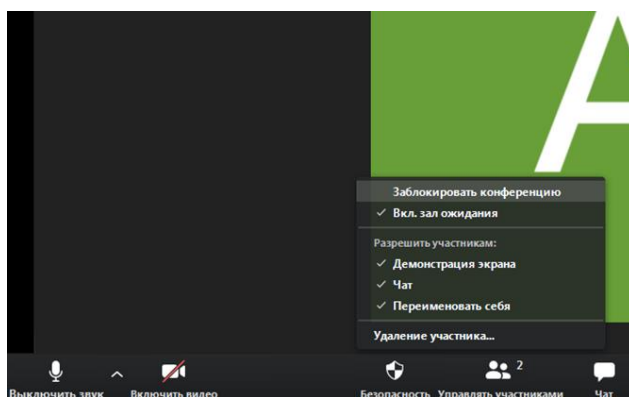 A
Заблокировать конференцию
Вкл. зал ожидания
Разрешить участникам:
Демонстрация экрана
Чат
Переименовать себя
Удаление участника...
2
Выключить звук Включить видео Безопасность Управлять участниками Чат